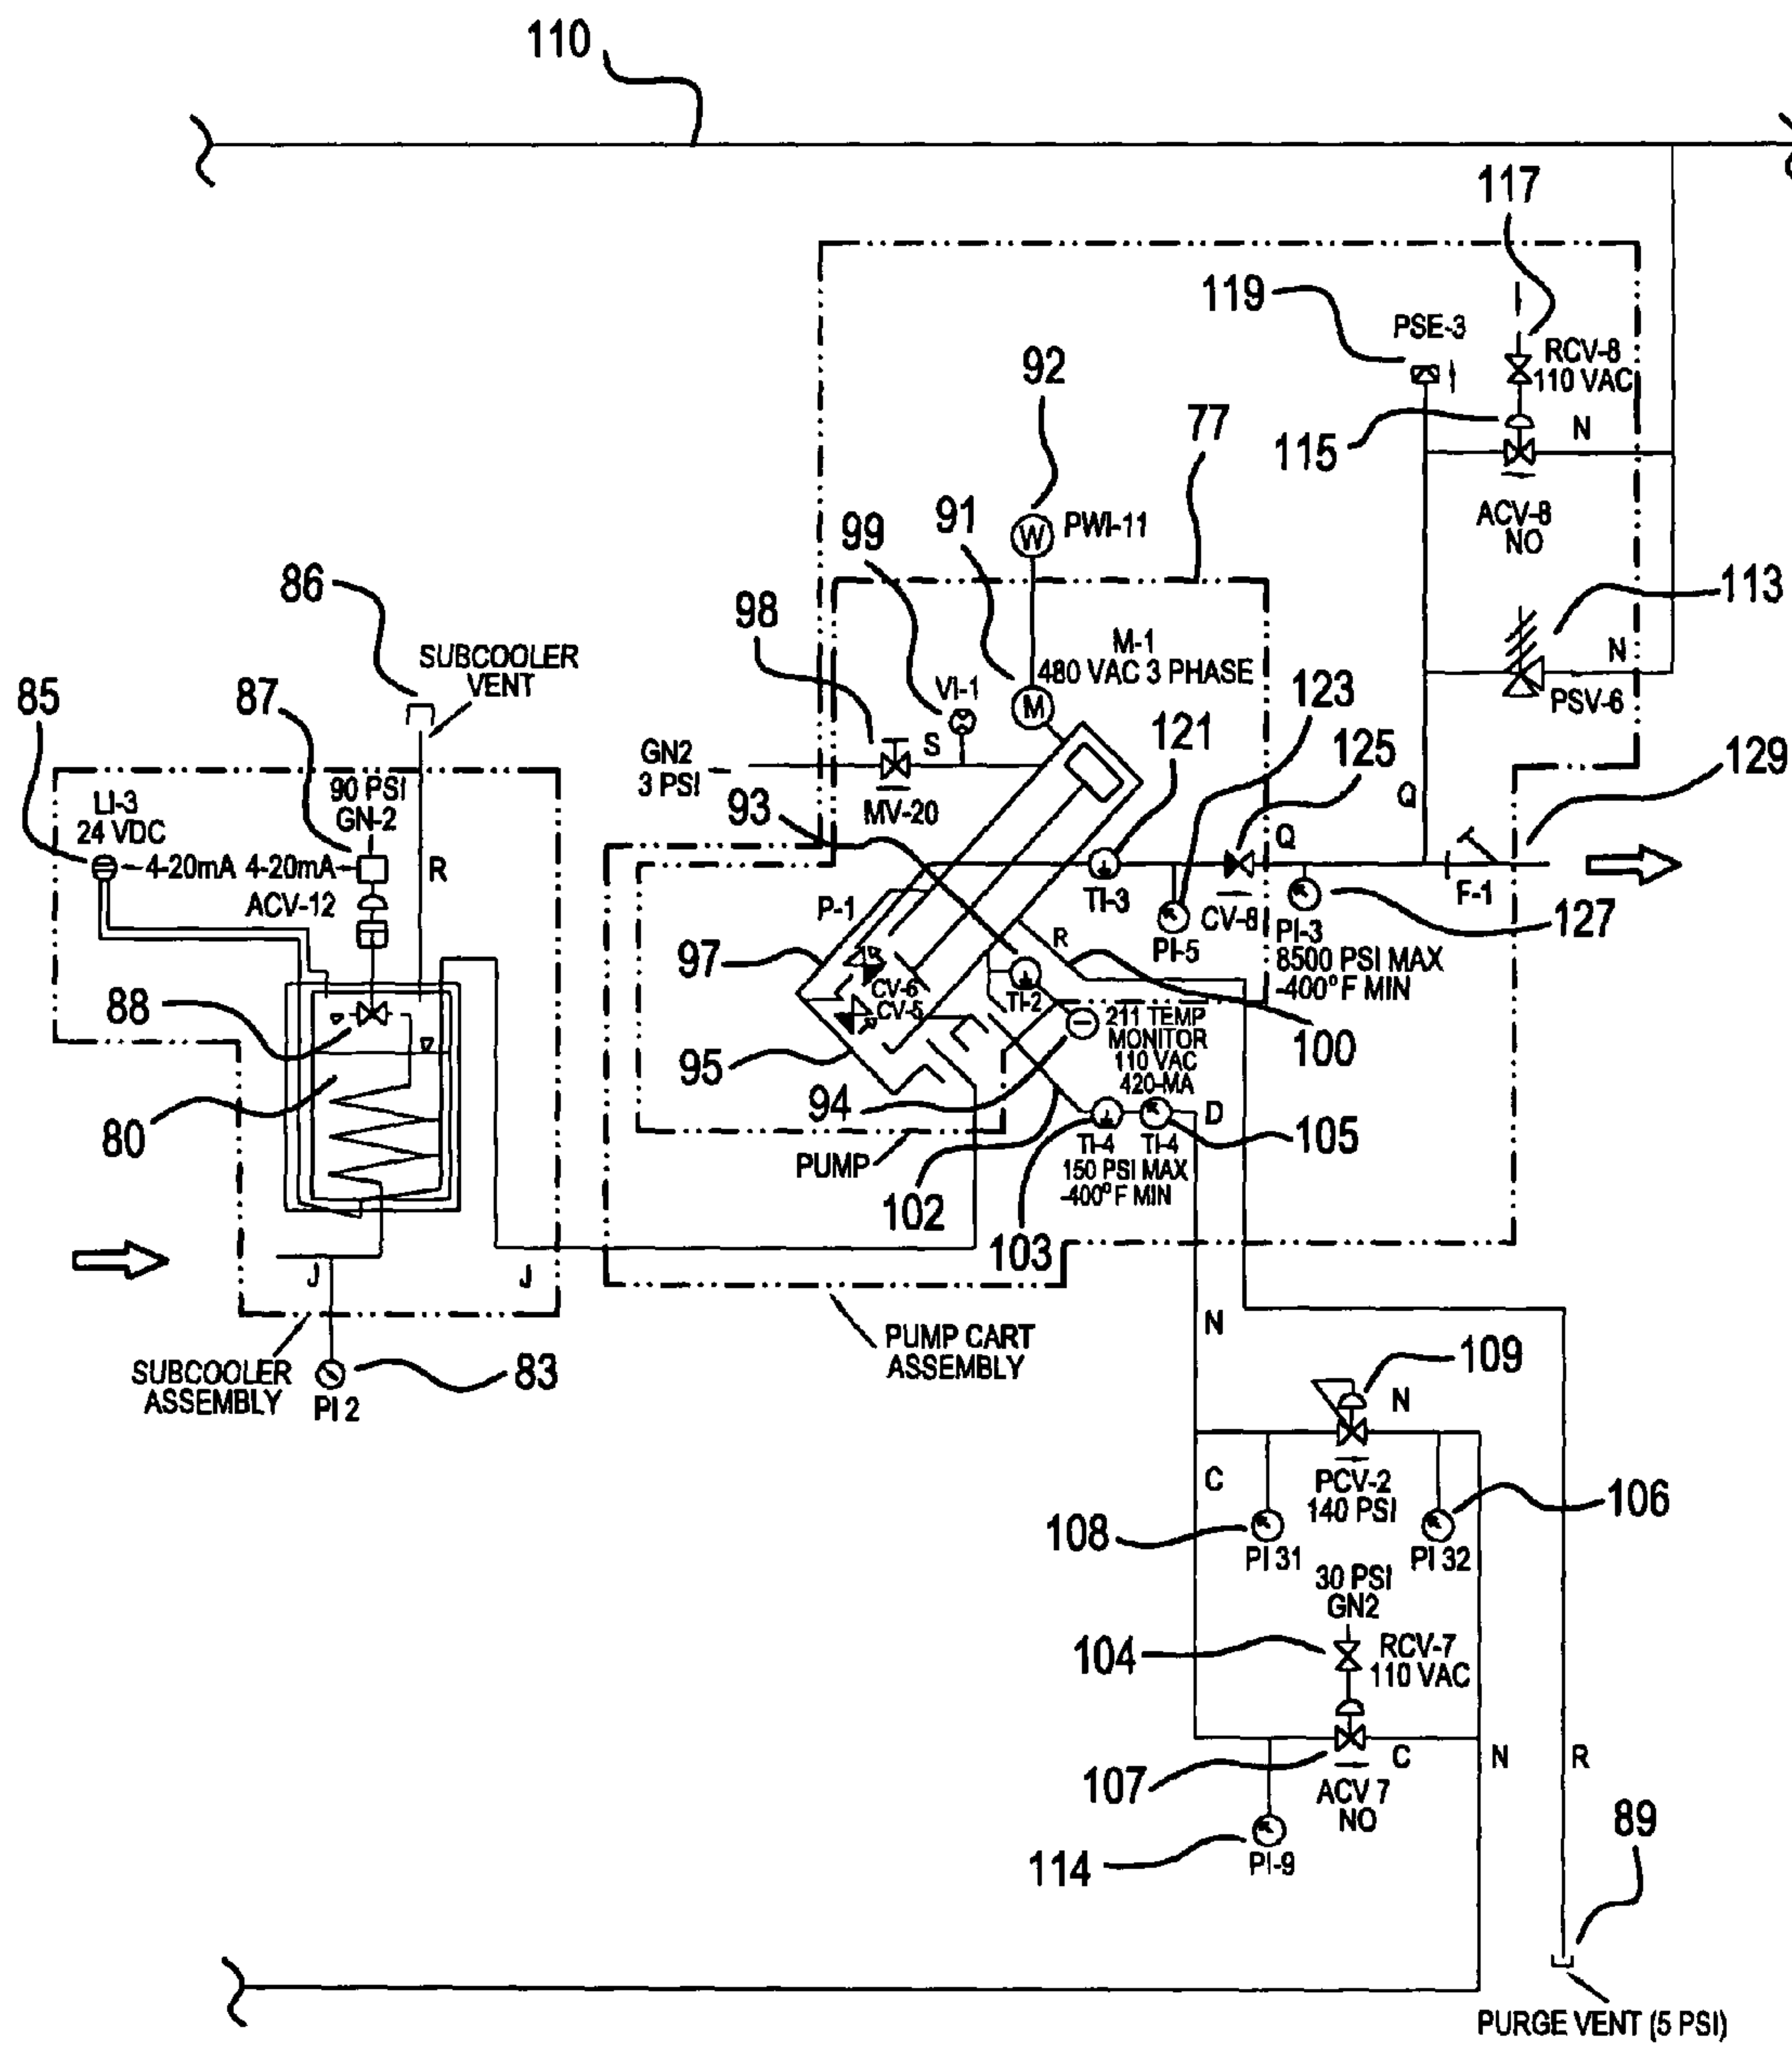 110
117
119
PSE-3
RCV-8
110 VAC
92
77
115
N
91
99
PWI-11
ACV-8
NO
W
86
98
113
SUBCOOLER
VENT
M-1
480 VAC 3 PHASE
N
85
87
VI-1
123
PSV-6
M
121
90 PSI
GN-2
LI-3
24 VDC
GN2
3 PSI
S
125
129
MV-20
93
Q
Q
4-20mA
4-20mA
R
ACV-12
P-1
TI-3
F-1
CV-8
127
PI-5
PI-3
8500 PSI MAX
-400° F MIN
R
97
CV-6
CV-5
TI-2
88
211 TEMP
MONITOR
110 VAC
420-MA
100
95
94
80
D
105
TI-4
TI-4
150 PSI MAX
-400° F MIN
PUMP
102
103
J
J
N
PUMP CART
ASSEMBLY
SUBCOOLER
ASSEMBLY
83
PI 2
109
N
C
PCV-2
140 PSI
106
108
PI 31
PI 32
30 PSI
GN2
104
RCV-7
110 VAC
C
N
R
107
ACV 7
NO
89
114
PI-9
PURGE VENT (5 PSI)